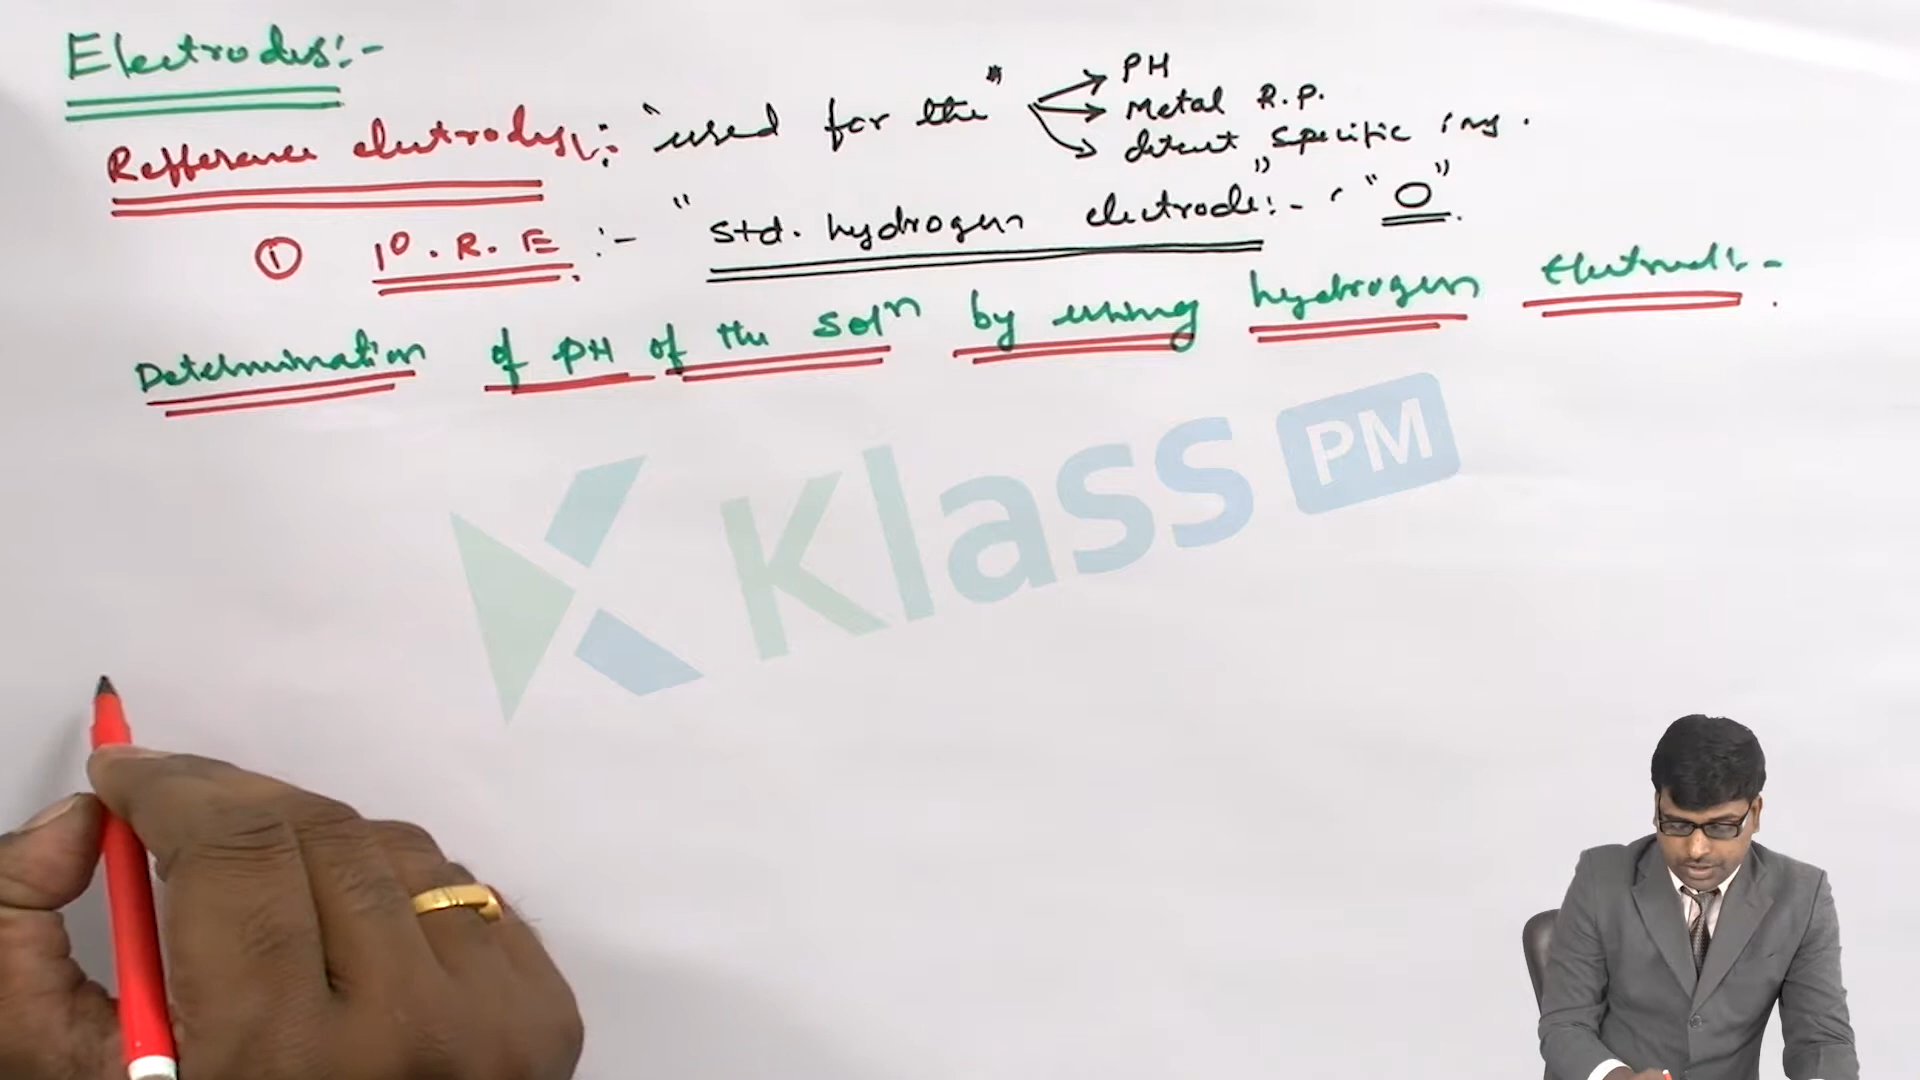 Electrodes:-
Refference electrodes:- "used for the"
PH
Metal R.P.
detect specific ions.
① 1°. R. E :- "std. hydrogen electrode":- "0".
Determination of PH of the Solⁿ by using hydrogen Electrode:-
Klass PM